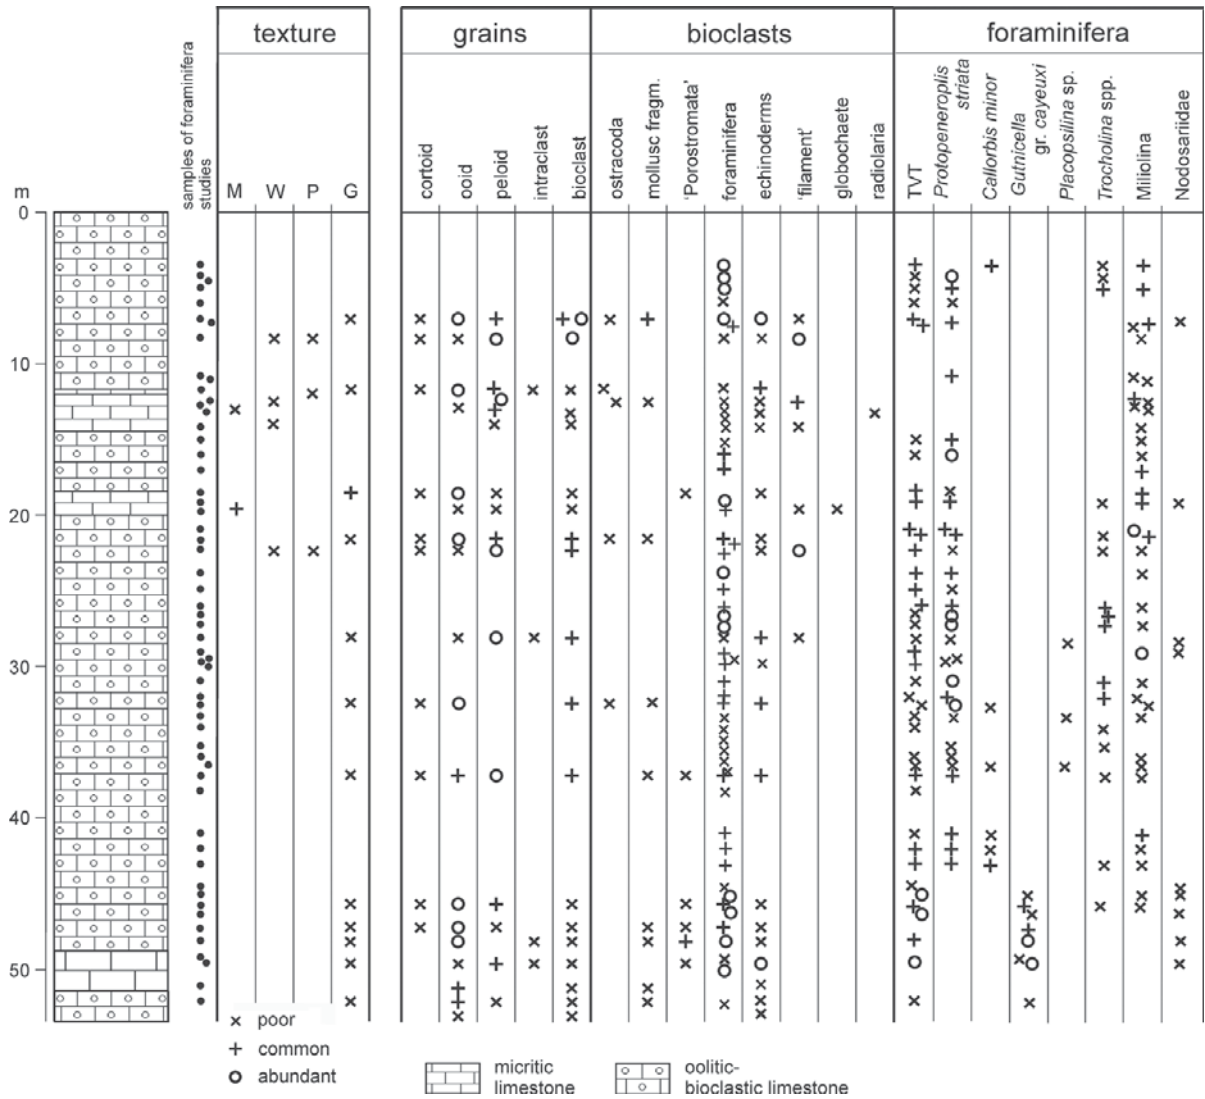 texture
grains
bioclasts
foraminifera
samples of foraminifera
studies
M
W
P
G
cortoid
ooid
peloid
intraclast
bioclast
ostracoda
mollusc fragm.
'Porostromata'
foraminifera
echinoderms
'filament'
globochaete
radiolaria
TVT
Protopeneroplis
striata
Callorbis minor
Gutnicella
gr. cayeuxi
Placopsilina sp.
Trocholina spp.
Miliolina
Nodosariidae
m
0
10
20
30
40
50
poor
common
abundant
micritic
limestone
oolitic-
bioclastic limestone